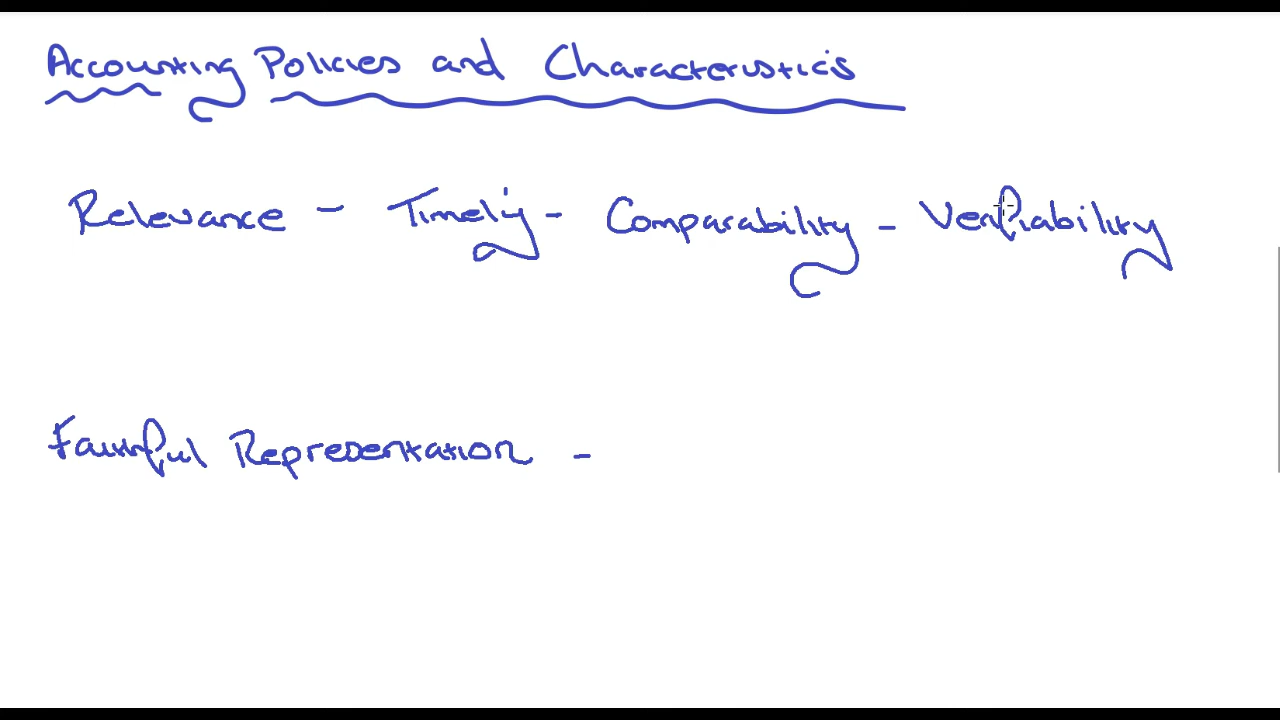 Accounting Policies and Characteristics
Relevance - Timely - Comparability - Verifiability
Faithful Representation -